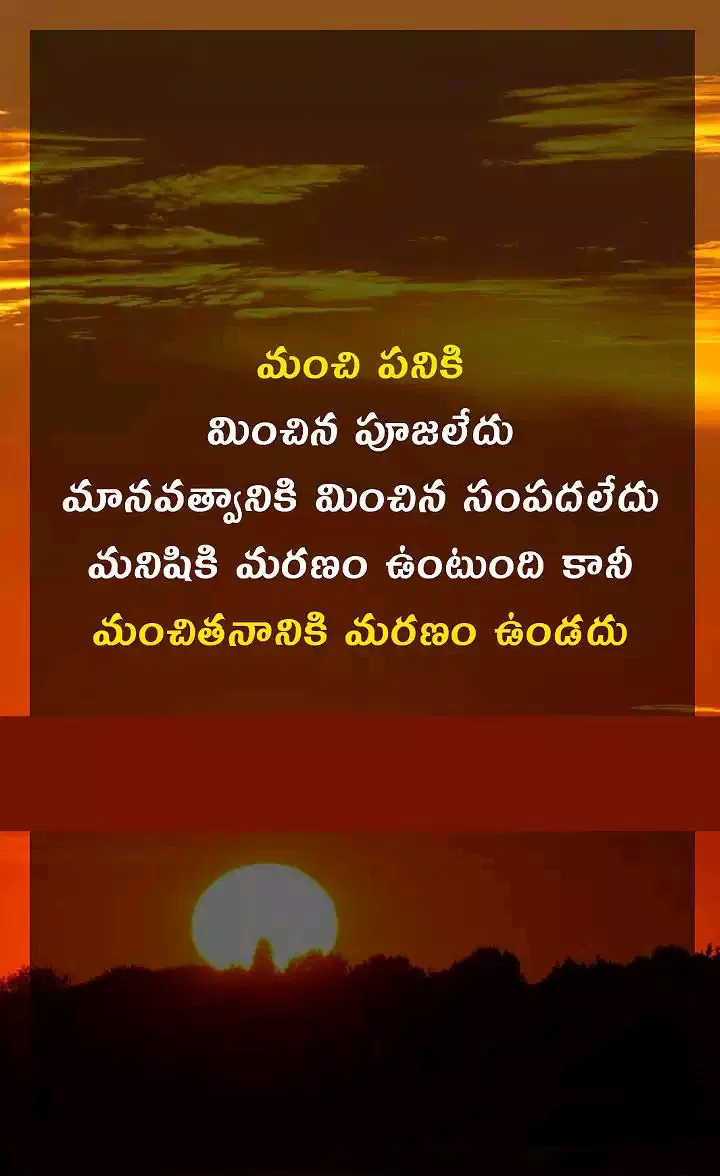 మంచి పనికి
మించిన పూజలేదు
మానవత్వానికి మించిన సంపదలేదు
మనిషికి మరణం ఉంటుంది కానీ
మంచితనానికి మరణం ఉండదు